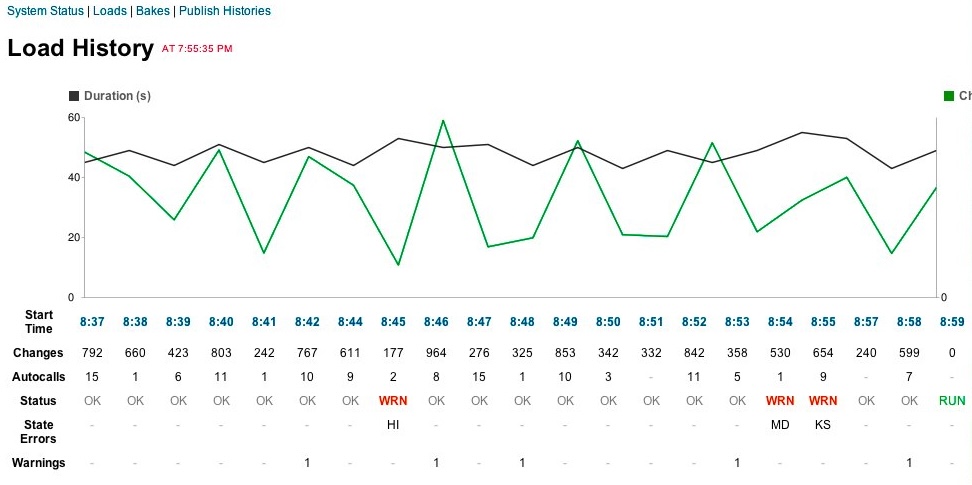 System Status | Loads | Bakes | Publish Histories
Load History AT 7:55:35 PM
Duration (s)
Ch
60
40
20
0
0
Start Time 8:37 8:38 8:39 8:40 8:41 8:42 8:44 8:45 8:46 8:47 8:48 8:49 8:50 8:51 8:52 8:53 8:54 8:55 8:57 8:58 8:59
Changes 792 660 423 803 242 767 611 177 964 276 325 853 342 332 842 358 530 654 240 599 0
Autocalls 15 1 6 11 1 10 9 2 8 15 1 10 3 - 11 5 1 9 - 7 -
Status OK OK OK OK OK OK OK WRN OK OK OK OK OK OK OK OK WRN WRN OK OK RUN
State Errors - - - - - - - HI - - - - - - - - MD KS - - -
Warnings - - - - - 1 - - 1 - 1 - - - - 1 - - - 1 -